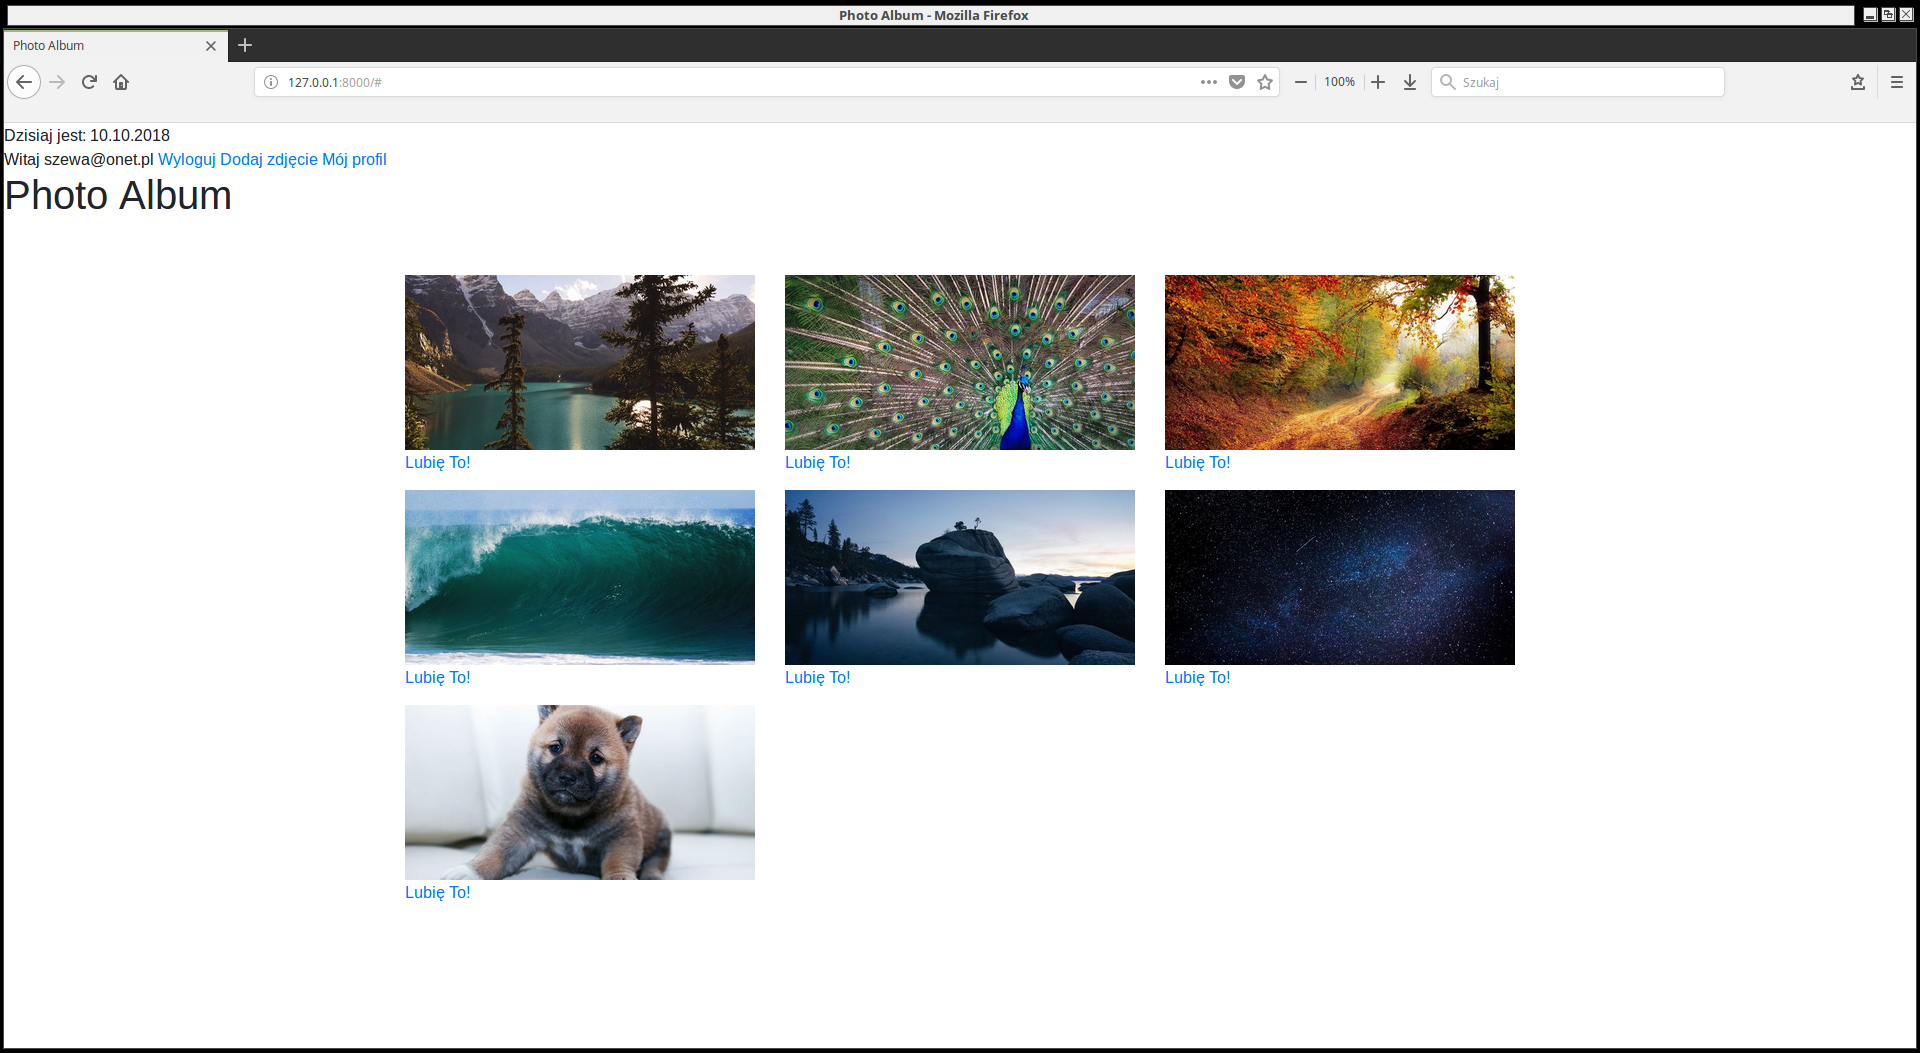 Photo Album - Mozilla Firefox
Photo Album
127.0.0.1:8000/#
100%
Szukaj
Dzisiaj jest: 10.10.2018
Witaj szewa@onet.pl Wyloguj Dodaj zdjęcie Mój profil
Photo Album
Lubię To! Lubię To! Lubię To!
Lubię To! Lubię To! Lubię To!
Lubię To!